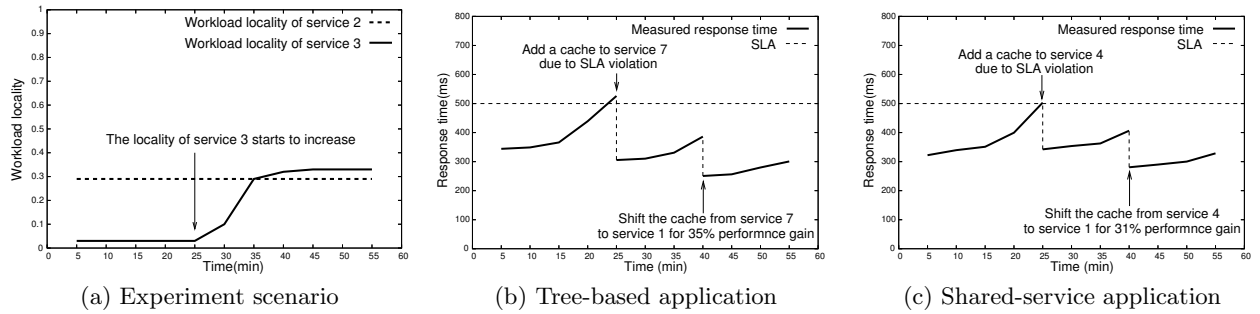 Workload locality
1
0.9
0.8
0.7
0.6
0.5
0.4
0.3
0.2
0.1
0
Workload locality of service 2
Workload locality of service 3
The locality of service 3 starts to increase
0 5 10 15 20 25 30 35 40 45 50 55 60
Time(min)
(a) Experiment scenario
Response time(ms)
800
700
600
500
400
300
200
100
0
Measured response time
SLA
Add a cache to service 7
due to SLA violation
Shift the cache from service 7
to service 1 for 35% performnce gain
0 5 10 15 20 25 30 35 40 45 50 55 60
Time (min)
(b) Tree-based application
Response time(ms)
800
700
600
500
400
300
200
100
0
Measured response time
SLA
Add a cache to service 4
due to SLA violation
Shift the cache from service 4
to service 1 for 31% performnce gain
0 5 10 15 20 25 30 35 40 45 50 55 60
Time (min)
(c) Shared-service application